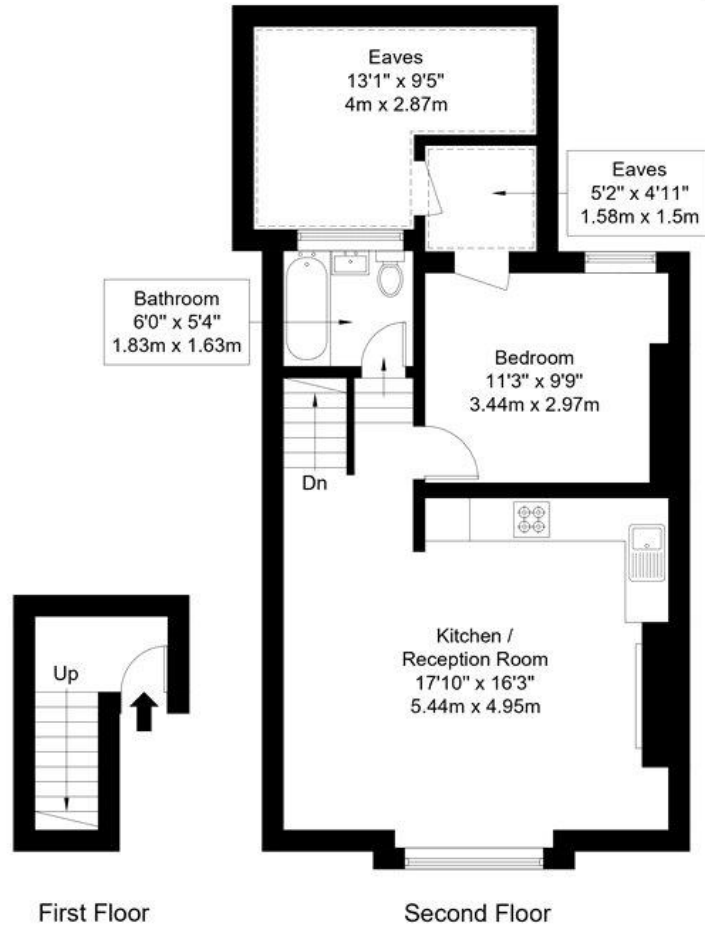 Eaves
13'1" x 9'5"
4m x 2.87m
Eaves
5'2" x 4'11"
1.58m x 1.5m
Bathroom
6'0" x 5'4"
1.83m x 1.63m
Bedroom
11'3" x 9'9"
3.44m x 2.97m
Dn
Kitchen /
Reception Room
17'10" x 16'3"
5.44m x 4.95m
Up
First Floor
Second Floor